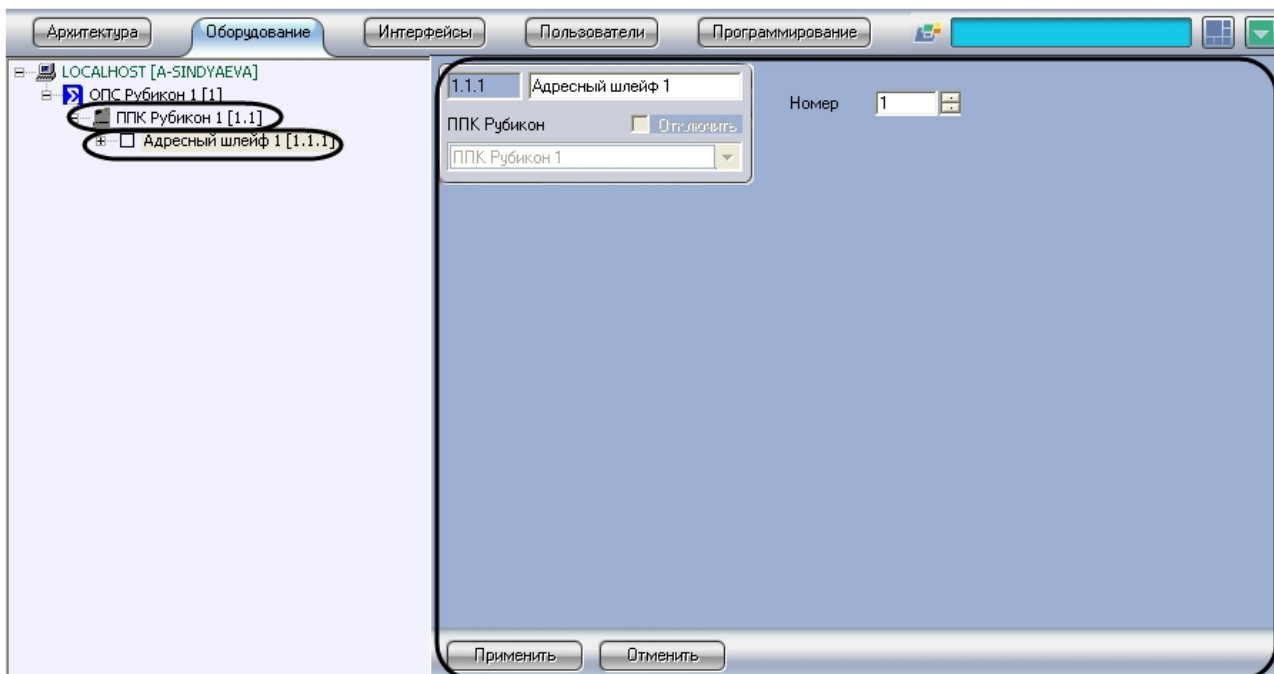 Архитектура
Оборудование
Интерфейсы
Пользователи
Программирование
LOCALHOST [A-SINDYAEVA]
ОПС Рубикон 1 [1]
ППК Рубикон 1 [1.1]
Адресный шлейф 1 [1.1.1]
1.1.1
Адресный шлейф 1
Номер
1
ППК Рубикон
Отключить
ППК Рубикон 1
Применить
Отменить